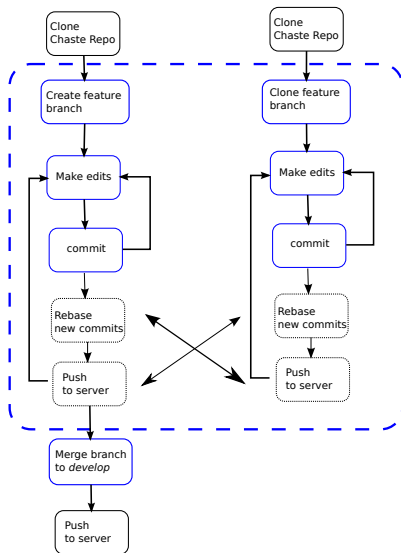 Clone
Chaste Repo
Create feature
branch
Make edits
commit
Rebase
new commits
Push
to server
Merge branch
to develop
Push
to server
Clone
Chaste Repo
Clone feature
branch
Make edits
commit
Rebase
new commits
Push
to server